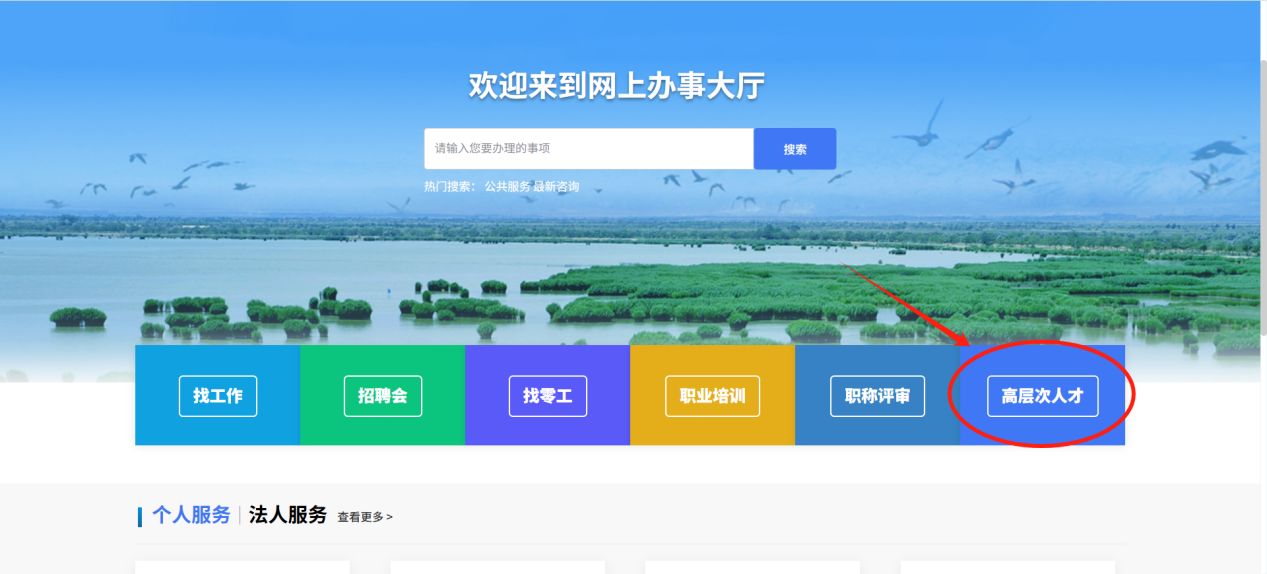 欢迎来到网上办事大厅
请输入您要办理的事项 搜索
热门搜索： 公共服务 最新咨询
找工作 招聘会 找零工 职业培训 职称评审 高层次人才
个人服务 | 法人服务 查看更多 >